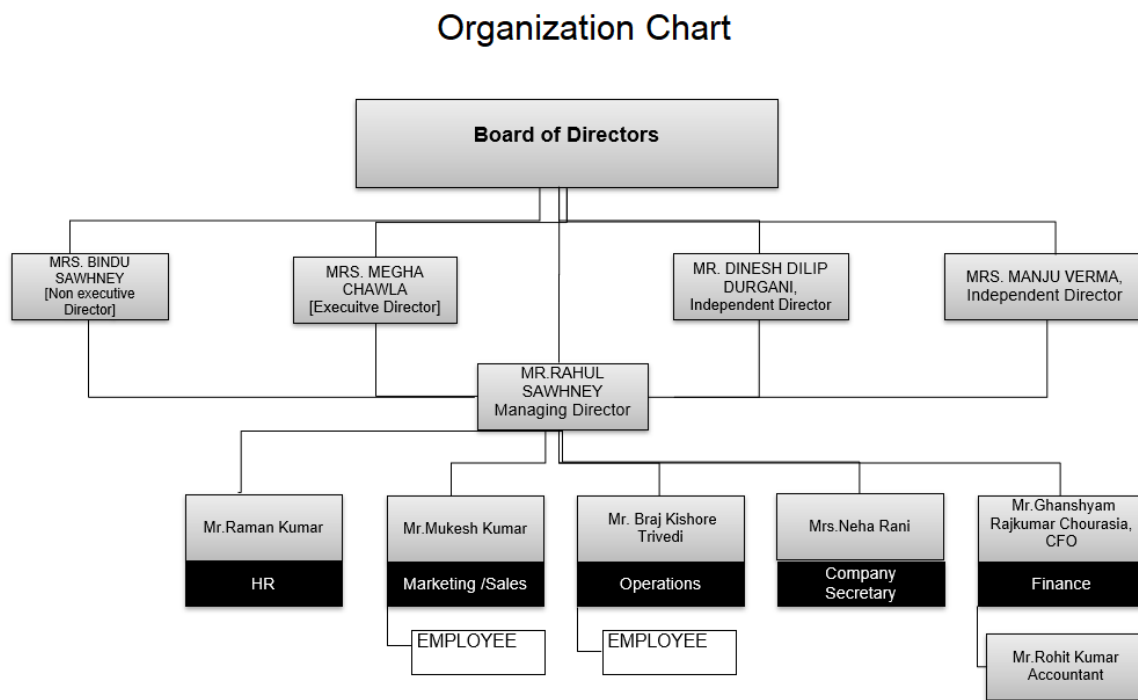 Organization Chart
Board of Directors
MRS. BINDU
SAWHNEY
[Non executive
Director]
MRS. MEGHA
CHAWLA
[Execuitve Director]
MR. DINESH DILIP
DURGANI,
Independent Director
MRS. MANJU VERMA,
Independent Director
MR.RAHUL
SAWHNEY
Managing Director
Mr.Raman Kumar
HR
Mr.Mukesh Kumar
Marketing /Sales
EMPLOYEE
Mr. Braj Kishore
Trivedi
Operations
EMPLOYEE
Mrs.Neha Rani
Company
Secretary
Mr.Ghanshyam
Rajkumar Chourasia,
CFO
Finance
Mr.Rohit Kumar
Accountant